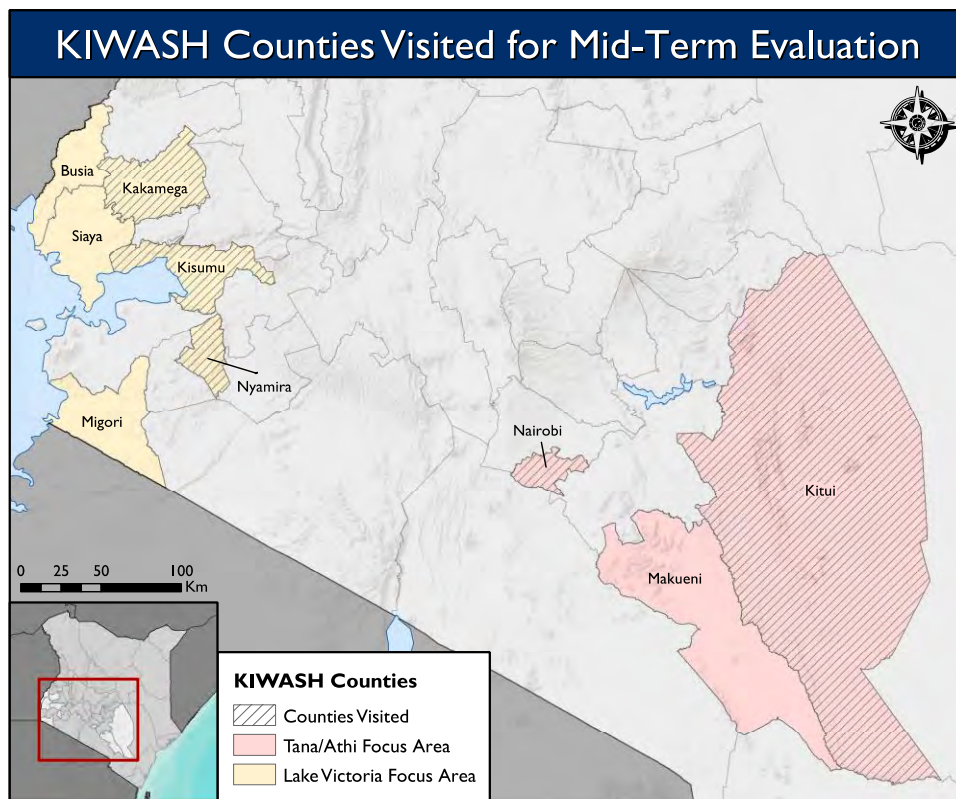 KIWASH Counties Visited for Mid-Term Evaluation
Busia
Kakamega
Siaya
Kisumu
Nyamira
Migori
Nairobi
Kitui
Makueni
0 25 50 100
Km
KIWASH Counties
Counties Visited
Tana/Athi Focus Area
Lake Victoria Focus Area